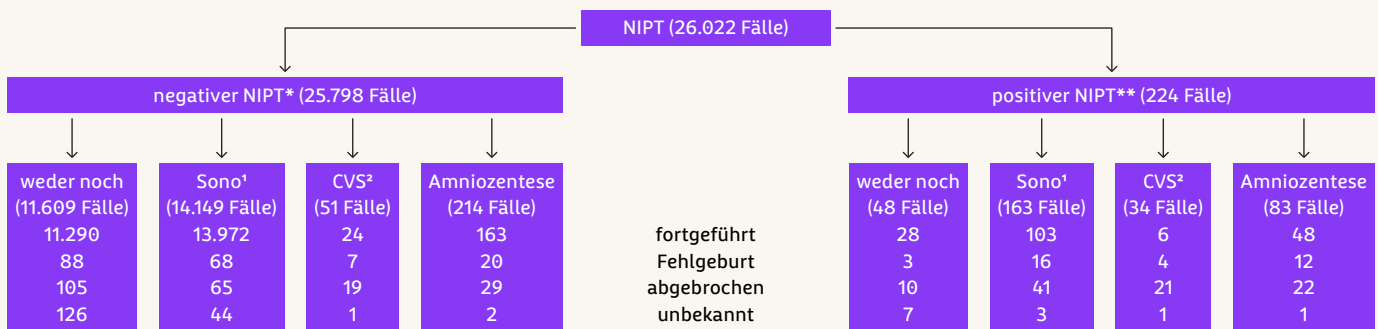 NIPT (26.022 Fälle)
negativer NIPT* (25.798 Fälle)
positiver NIPT** (224 Fälle)
weder noch
(11.609 Fälle)
11.290
88
105
126
Sono¹
(14.149 Fälle)
13.972
68
65
44
CVS²
(51 Fälle)
24
7
19
1
Amniozentese
(214 Fälle)
163
20
29
2
fortgeführt
Fehlgeburt
abgebrochen
unbekannt
weder noch
(48 Fälle)
28
3
10
7
Sono¹
(163 Fälle)
103
16
41
3
CVS²
(34 Fälle)
6
4
21
1
Amniozentese
(83 Fälle)
48
12
22
1